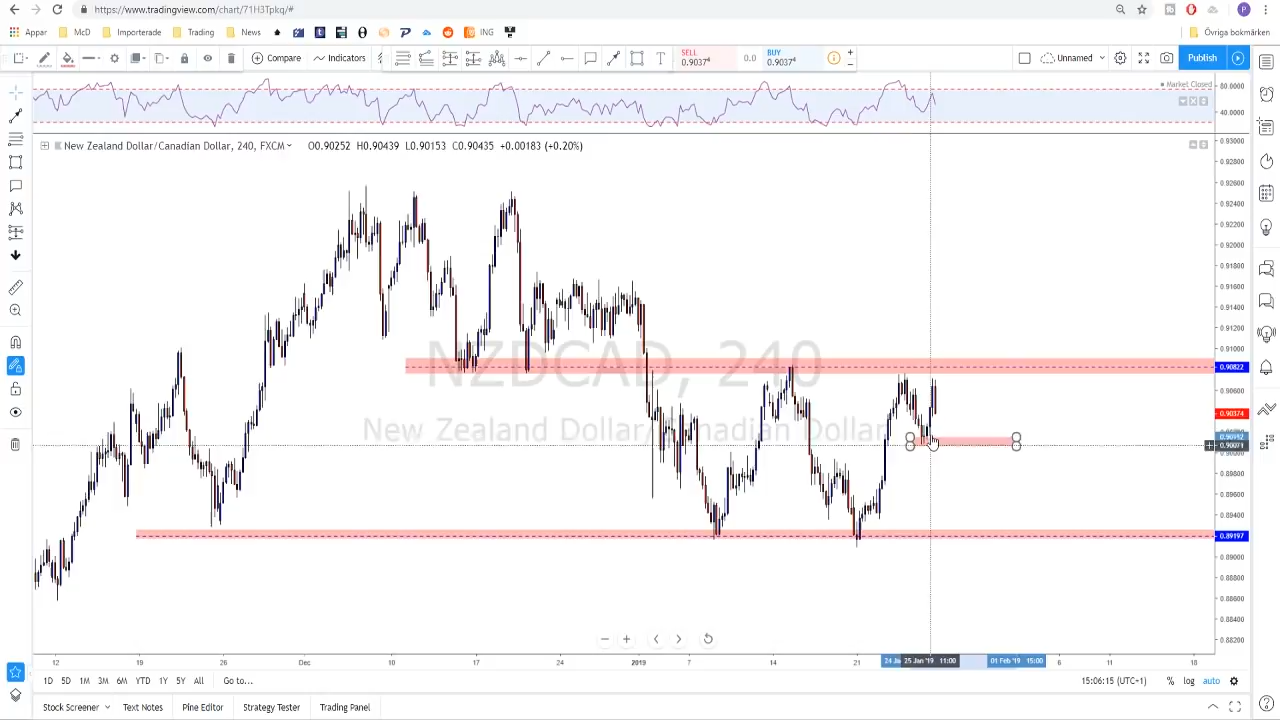 https://www.tradingview.com/chart/71H3Tpkq/#
P
Appar
McD
Importerade
Trading
News
ING
Övriga bokmärken
Compare
Indicators
SELL
0.9037⁴
0.0
BUY
0.9037⁴
Unnamed
Publish
Market Closed
80.0000
40.0000
New Zealand Dollar/Canadian Dollar, 240, FXCM
O0.90252 H0.90439 L0.90153 C0.90435 +0.00183 (+0.20%)
0.93000
0.92800
0.92600
0.92400
0.92200
0.92000
0.91800
0.91600
0.91400
0.91200
0.91000
0.90822
0.90600
0.90374
0.90071
0.89800
0.89600
0.89400
0.89197
0.89000
0.88800
0.88600
0.88400
0.88200
NZDCAD, 240
New Zealand Dollar/Canadian Dollar
12
19
26
Dec
10
17
24
2019
7
14
21
24 Ja
25 Jan '19 11:00
01 Feb '19 15:00
6
11
1D 5D 1M 3M 6M YTD 1Y 5Y All
Go to...
15:06:15 (UTC+1)
% log auto
Stock Screener
Text Notes
Pine Editor
Strategy Tester
Trading Panel